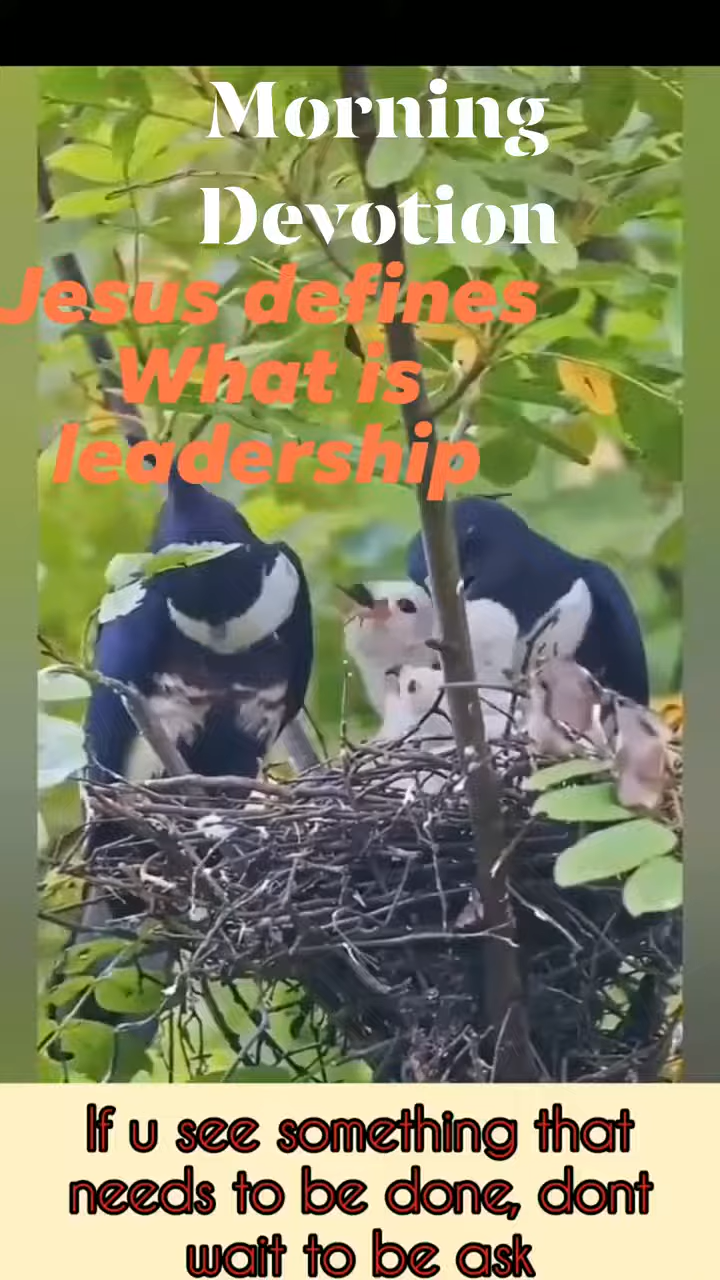 Morning
Devotion
Jesus defines
What is
leadership
If u see something that
needs to be done, dont
wait to be ask